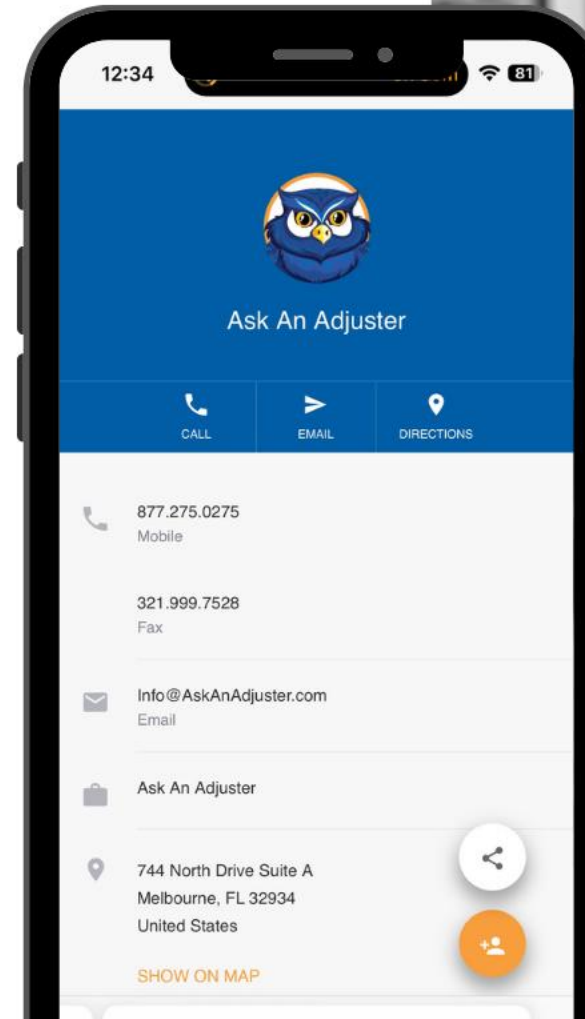 12:34
81
Ask An Adjuster
CALL
EMAIL
DIRECTIONS
877.275.0275
Mobile
321.999.7528
Fax
Info@AskAnAdjuster.com
Email
Ask An Adjuster
744 North Drive Suite A
Melbourne, FL 32934
United States
SHOW ON MAP